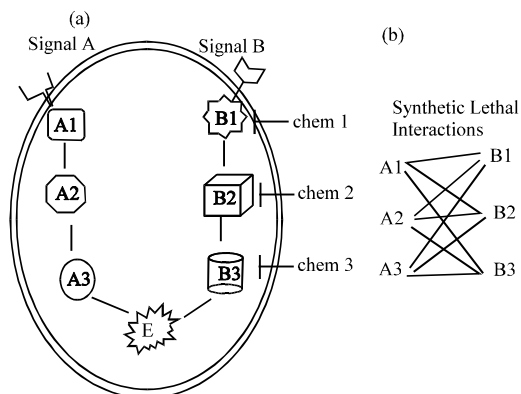 (a)
Signal A
Signal B
(b)
A1
B1
chem 1
A2
B2
chem 2
A3
B3
chem 3
E
Synthetic Lethal
Interactions
A1
B1
A2
B2
A3
B3